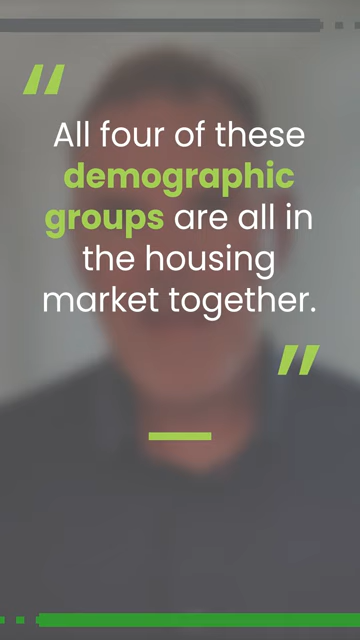 All four of these
demographic
groups are all in
the housing
market together.